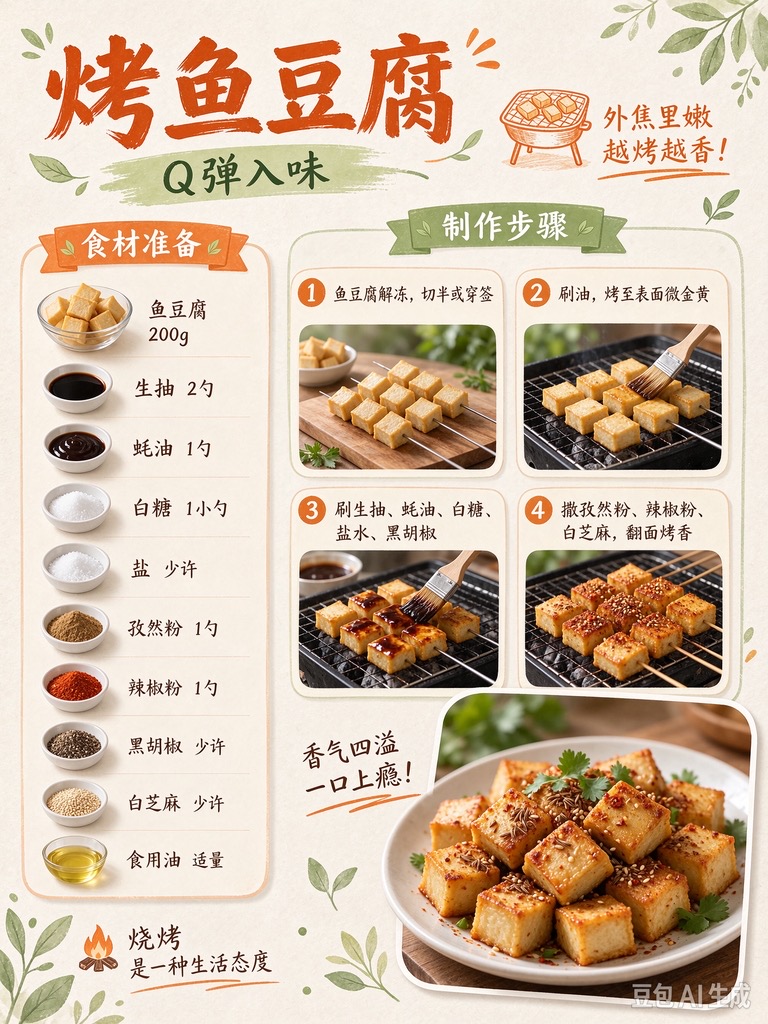 烤鱼豆腐
Q弹入味
外焦里嫩
越烤越香!
食材准备
鱼豆腐
200g
生抽 2勺
蚝油 1勺
白糖 1小勺
盐 少许
孜然粉 1勺
辣椒粉 1勺
黑胡椒 少许
白芝麻 少许
食用油 适量
制作步骤
1 鱼豆腐解冻，切半或穿签
2 刷油，烤至表面微金黄
3 刷生抽、蚝油、白糖、
盐水、黑胡椒
4 撒孜然粉、辣椒粉、
白芝麻，翻面烤香
香气四溢
一口上瘾!
烧烤
是一种生活态度
豆包AI生成